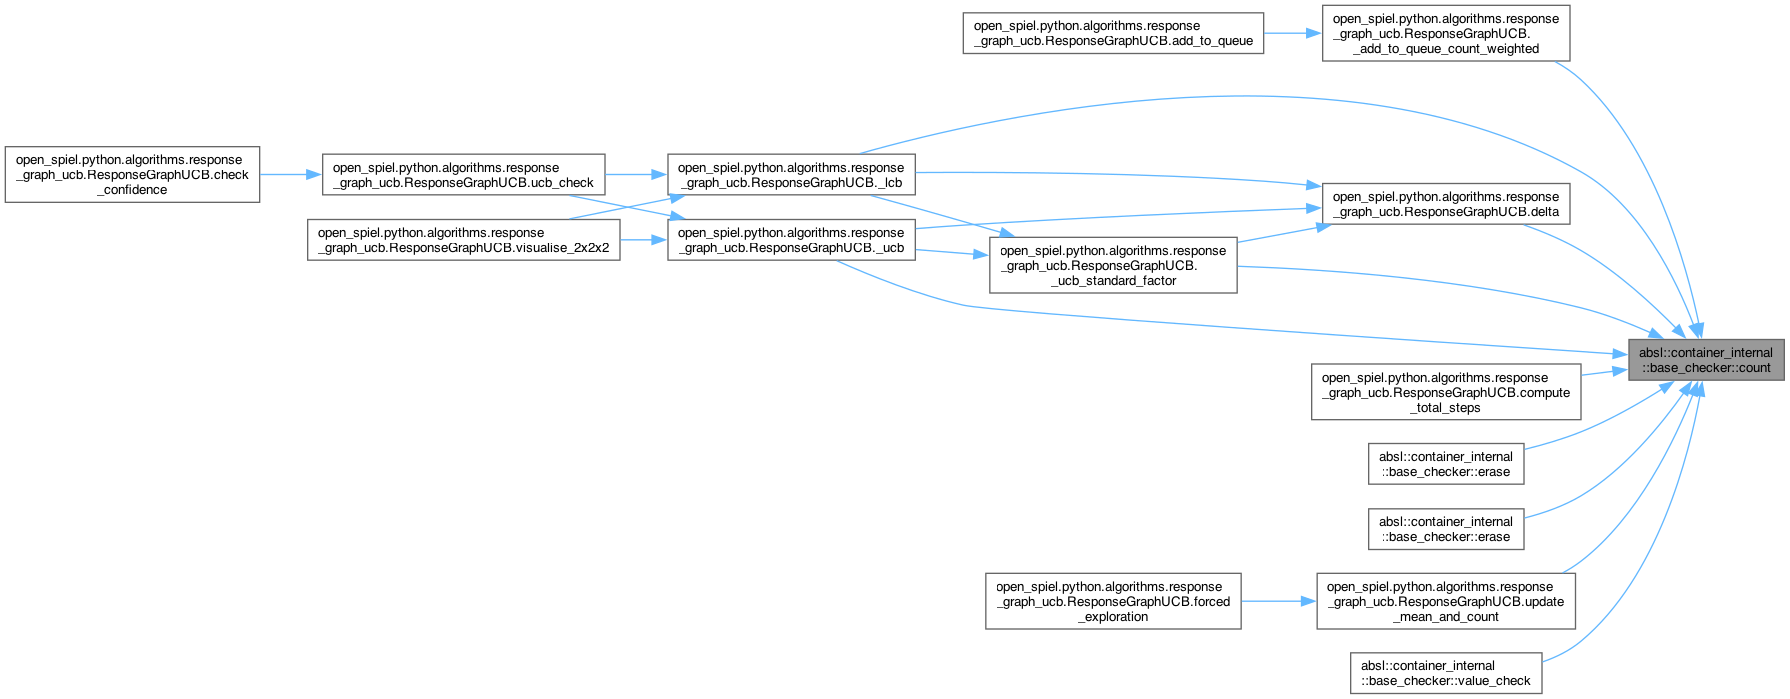 open_spiel.python.algorithms.response
_graph_ucb.ResponseGraphUCB.add_to_queue
open_spiel.python.algorithms.response
_graph_ucb.ResponseGraphUCB.
_add_to_queue_count_weighted
open_spiel.python.algorithms.response
_graph_ucb.ResponseGraphUCB.check
_confidence
open_spiel.python.algorithms.response
_graph_ucb.ResponseGraphUCB.ucb_check
open_spiel.python.algorithms.response
_graph_ucb.ResponseGraphUCB._lcb
open_spiel.python.algorithms.response
_graph_ucb.ResponseGraphUCB.delta
open_spiel.python.algorithms.response
_graph_ucb.ResponseGraphUCB.visualise_2x2x2
open_spiel.python.algorithms.response
_graph_ucb.ResponseGraphUCB._ucb
open_spiel.python.algorithms.response
_graph_ucb.ResponseGraphUCB.
_ucb_standard_factor
absl::container_internal
::base_checker::count
open_spiel.python.algorithms.response
_graph_ucb.ResponseGraphUCB.compute
_total_steps
absl::container_internal
::base_checker::erase
absl::container_internal
::base_checker::erase
open_spiel.python.algorithms.response
_graph_ucb.ResponseGraphUCB.forced
_exploration
open_spiel.python.algorithms.response
_graph_ucb.ResponseGraphUCB.update
_mean_and_count
absl::container_internal
::base_checker::value_check